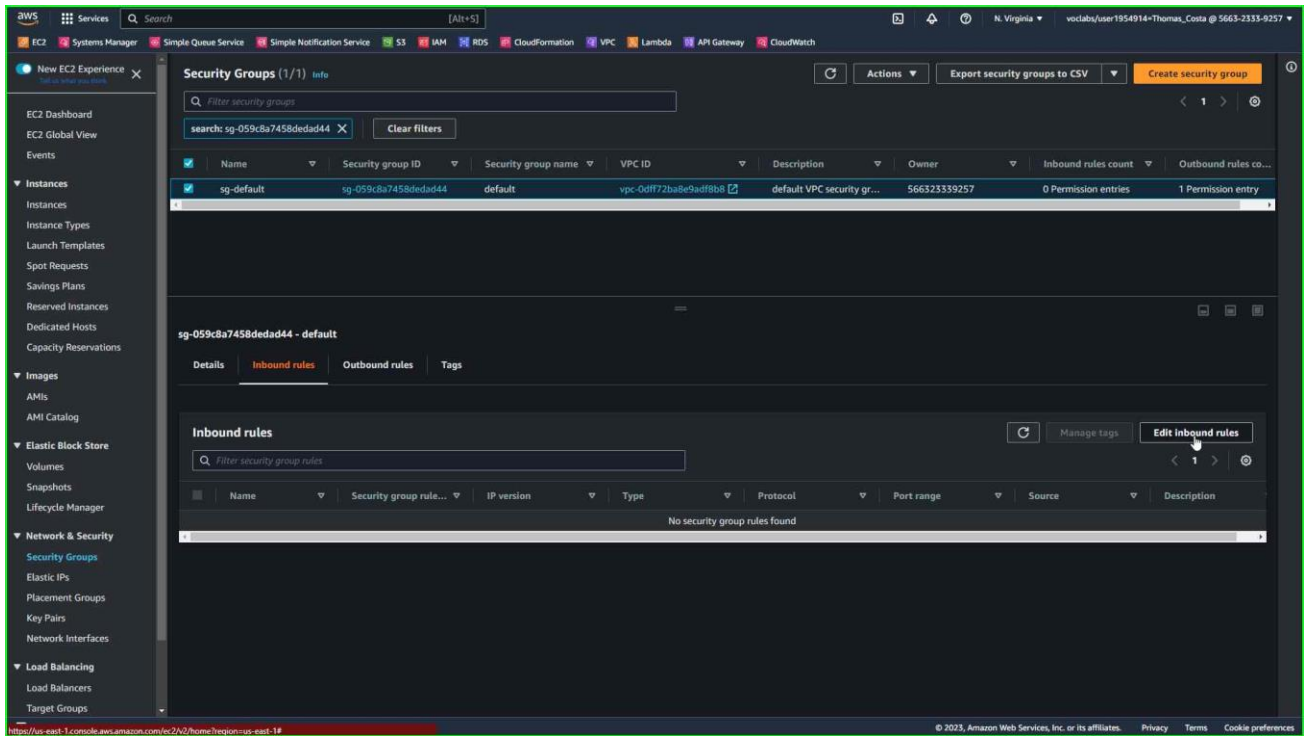 aws Services Search [Alt+S] N. Virginia voclabs/user1954914=Thomas_Costa @ 5663-2333-9257
EC2 Systems Manager Simple Queue Service Simple Notification Service S3 IAM RDS CloudFormation VPC Lambda API Gateway CloudWatch
New EC2 Experience
Tell us what you think
EC2 Dashboard
EC2 Global View
Events
Instances
Instances
Instance Types
Launch Templates
Spot Requests
Savings Plans
Reserved Instances
Dedicated Hosts
Capacity Reservations
Images
AMIs
AMI Catalog
Elastic Block Store
Volumes
Snapshots
Lifecycle Manager
Network & Security
Security Groups
Elastic IPs
Placement Groups
Key Pairs
Network Interfaces
Load Balancing
Load Balancers
Target Groups
Security Groups (1/1) Info
Actions Export security groups to CSV Create security group
Filter security groups
1
search: sg-059c8a7458dedad44 Clear filters
Name Security group ID Security group name VPC ID Description Owner Inbound rules count Outbound rules co...
sg-default sg-059c8a7458dedad44 default vpc-0dff72ba8e9adf8b8 default VPC security gr... 566323339257 0 Permission entries 1 Permission entry
sg-059c8a7458dedad44 - default
Details Inbound rules Outbound rules Tags
Inbound rules
Manage tags Edit inbound rules
Filter security group rules
1
Name Security group rule... IP version Type Protocol Port range Source Description
No security group rules found
https://us-east-1.console.aws.amazon.com/ec2/v2/home?region=us-east-1#
© 2023, Amazon Web Services, Inc. or its affiliates. Privacy Terms Cookie preferences